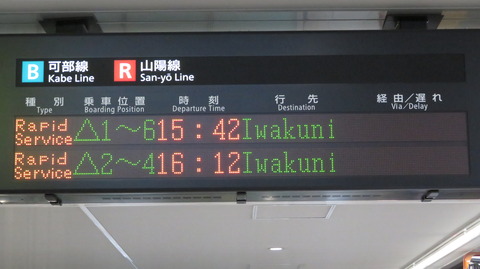 B 可部線 R 山陽線
Kabe Line San-yō Line
種別 乗車位置 時刻 行先 経由/遅れ
Type Boarding Position Departure Time Destination Via/Delay
Rapid Service △1〜6 15:42 Iwakuni
Rapid Service △2〜4 16:12 Iwakuni